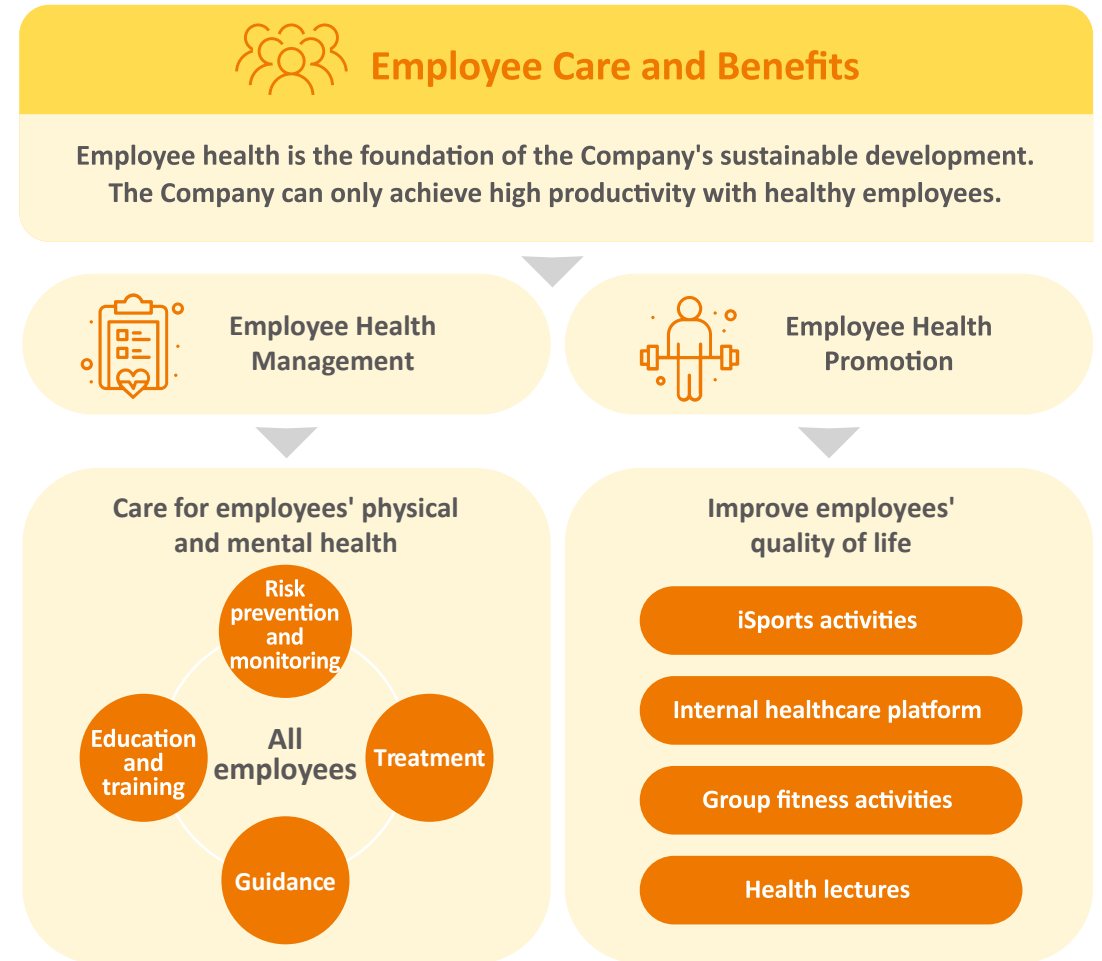 Employee Care and Benefits
Employee health is the foundation of the Company's sustainable development.
The Company can only achieve high productivity with healthy employees.
Employee Health
Management
Employee Health
Promotion
Care for employees' physical
and mental health
Risk
prevention
and
monitoring
Education
and
training
All
employees
Treatment
Guidance
Improve employees'
quality of life
iSports activities
Internal healthcare platform
Group fitness activities
Health lectures